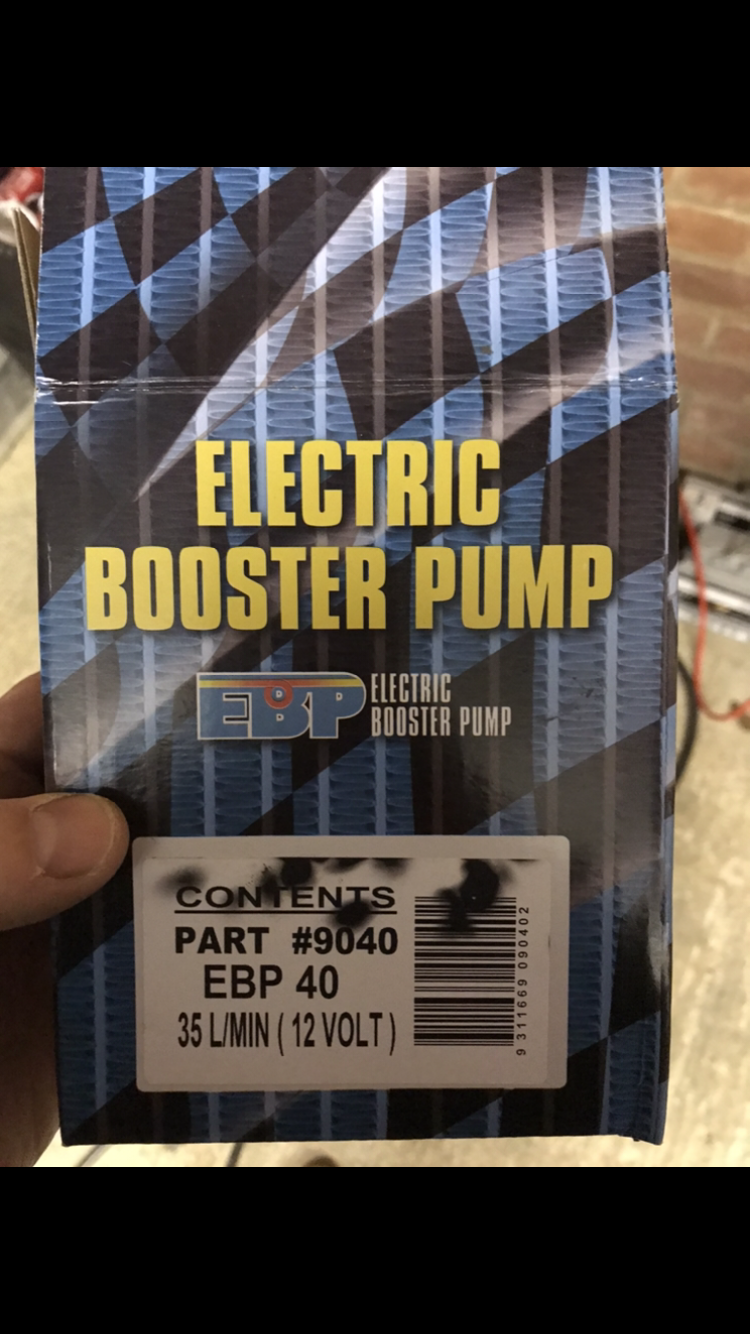 ELECTRIC
BOOSTER PUMP
EBP ELECTRIC
BOOSTER PUMP
CONTENTS
PART #9040
EBP 40
35 L/MIN ( 12 VOLT )
9 311669 090402